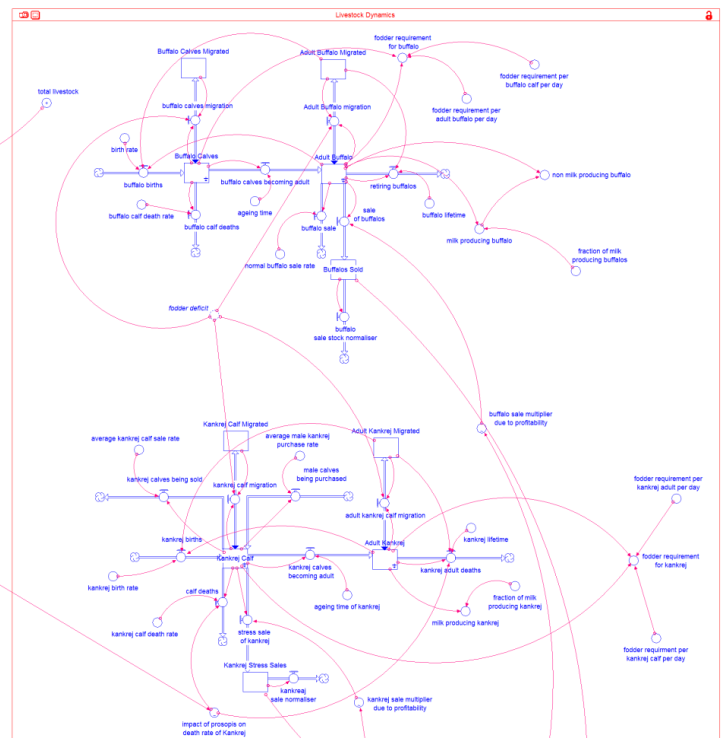 Livestock Dynamics
fodder requirement
for buffalo
Buffalo Calves Migrated
Adult Buffalo Migrated
fodder requirement per
buffalo calf per day
total livestock
buffalo calves migration
Adult Buffalo migration
fodder requirement per
adult buffalo per day
birth rate
Buffalo Calves
Adult Buffalo
buffalo births
buffalo calves becoming adult
retiring buffalos
non milk producing buffalo
buffalo calf death rate
ageing time
buffalo lifetime
buffalo calf deaths
buffalo sale
sale
of buffalos
milk producing buffalo
normal buffalo sale rate
Buffalos Sold
fraction of milk
producing buffalos
fodder deficit
buffalo
sale stock normaliser
buffalo sale multiplier
due to profitability
Kankrej Calf Migrated
Adult Kankrej Migrated
average kankrej calf sale rate
average male kankrej
purchase rate
kankrej calves being sold
kankrej calf migration
male calves
being purchased
fodder requirement per
kankrej adult per day
adult kankrej calf migration
kankrej births
Kankrej Calf
Adult Kankrej
kankrej lifetime
kankrej birth rate
kankrej calves
becoming adult
kankrej adult deaths
fodder requirement
for kankrej
calf deaths
ageing time of kankrej
fraction of milk
producing kankrej
milk producing kankrej
kankrej calf death rate
stress sale
of kankrej
fodder requirment per
kankrej calf per day
Kankrej Stress Sales
kankreaj
sale normaliser
kankrej sale multiplier
due to profitability
impact of prosopis on
death rate of Kankrej